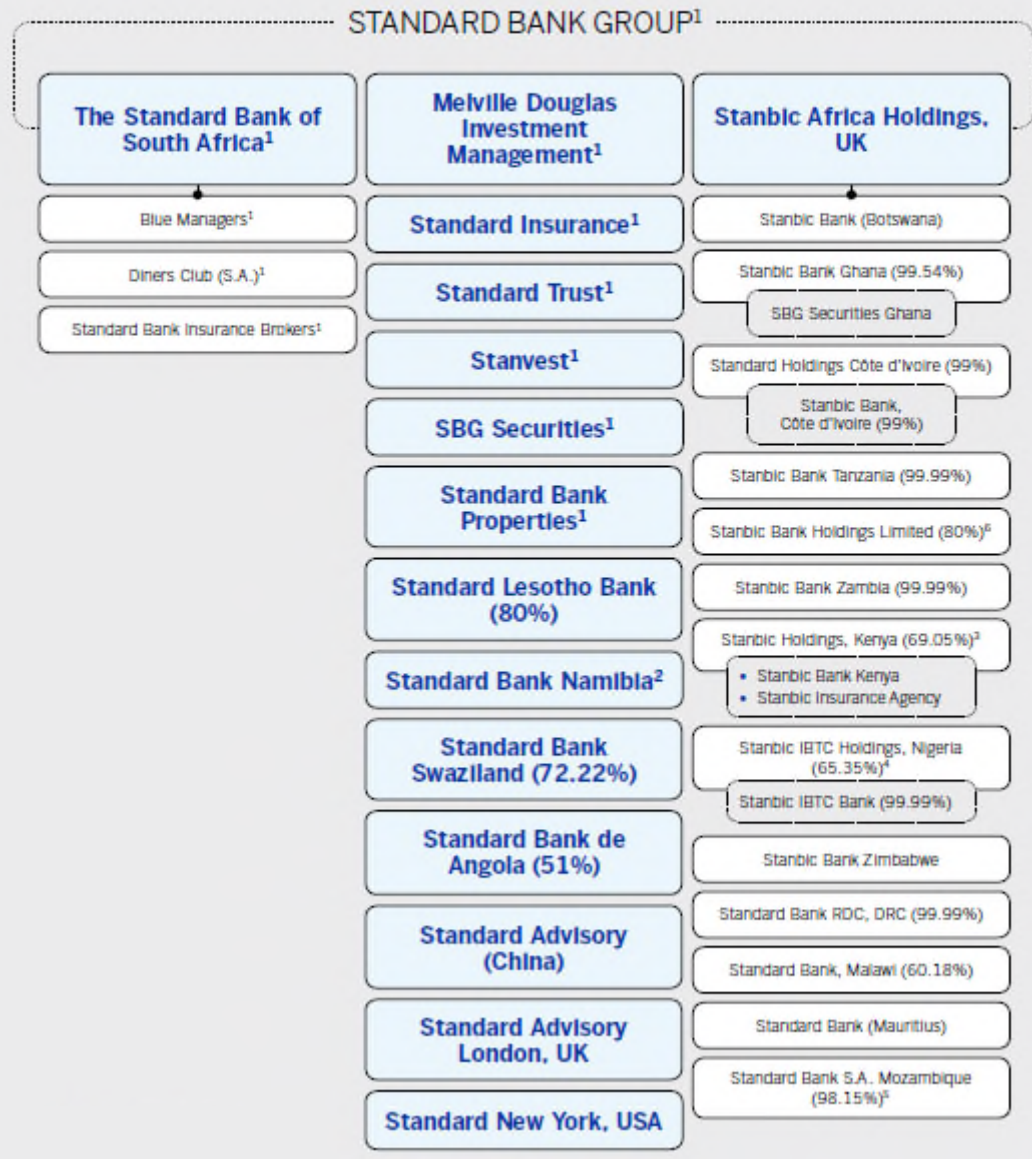 STANDARD BANK GROUP¹
The Standard Bank of
South Africa¹
Blue Managers¹
Diners Club (S.A.)¹
Standard Bank Insurance Brokers¹
Melville Douglas
Investment
Management¹
Standard Insurance¹
Standard Trust¹
Stanvest¹
SBG Securities¹
Standard Bank
Properties¹
Standard Lesotho Bank
(80%)
Standard Bank Namibia²
Standard Bank
Swaziland (72.22%)
Standard Bank de
Angola (51%)
Standard Advisory
(China)
Standard Advisory
London, UK
Standard New York, USA
Stanbic Africa Holdings,
UK
Stanbic Bank (Botswana)
Stanbic Bank Ghana (99.54%)
SBG Securities Ghana
Standard Holdings Côte d'Ivoire (99%)
Stanbic Bank,
Côte d'Ivoire (99%)
Stanbic Bank Tanzania (99.99%)
Stanbic Bank Holdings Limited (80%)⁶
Stanbic Bank Zambia (99.99%)
Stanbic Holdings, Kenya (69.05%)³
• Stanbic Bank Kenya
• Stanbic Insurance Agency
Stanbic IBTC Holdings, Nigeria
(65.35%)⁴
Stanbic IBTC Bank (99.99%)
Stanbic Bank Zimbabwe
Standard Bank RDC, DRC (99.99%)
Standard Bank, Malawi (60.18%)
Standard Bank (Mauritius)
Standard Bank S.A. Mozambique
(98.15%)⁵